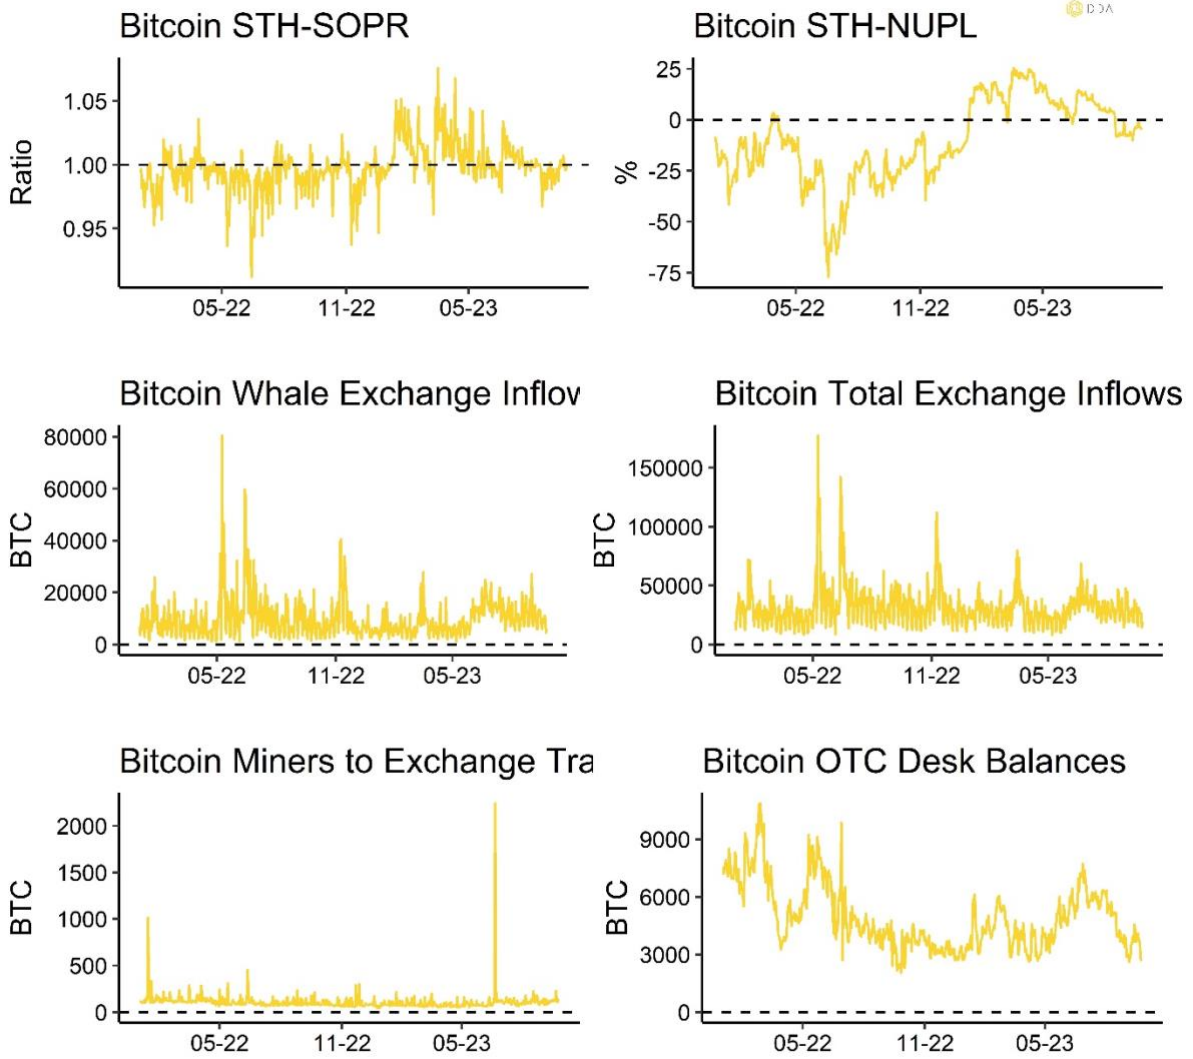 Bitcoin STH-SOPR
Ratio
1.05
1.00
0.95
05-22 11-22 05-23
Bitcoin STH-NUPL
%
25
0
-25
-50
-75
05-22 11-22 05-23
Bitcoin Whale Exchange Inflow
BTC
80000
60000
40000
20000
0
05-22 11-22 05-23
Bitcoin Total Exchange Inflows
BTC
150000
100000
50000
0
05-22 11-22 05-23
Bitcoin Miners to Exchange Tra
BTC
2000
1500
1000
500
0
05-22 11-22 05-23
Bitcoin OTC Desk Balances
BTC
9000
6000
3000
0
05-22 11-22 05-23